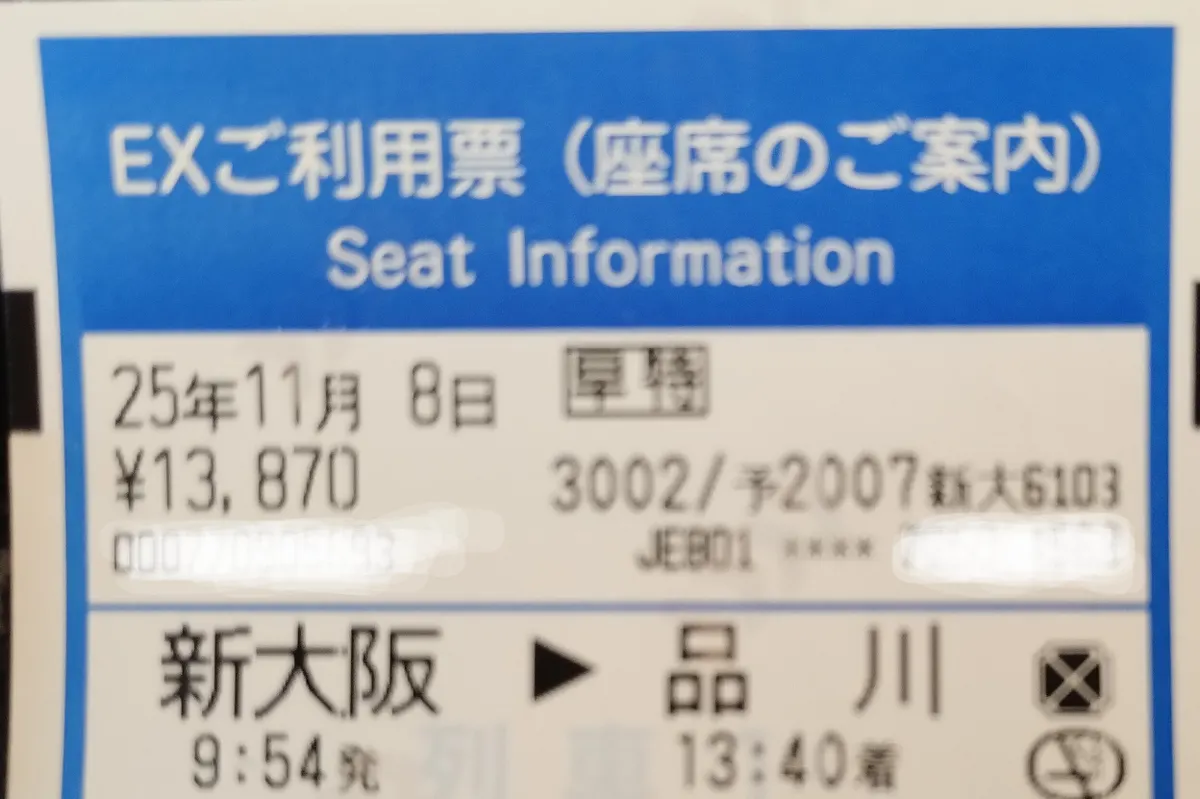 EXご利用票（座席のご案内）
Seat Information
25年11月 8日 早特
¥13,870 3002/予2007新大6103
JEB01 ****
新大阪 ▶ 品 川
9:54発 13:40着